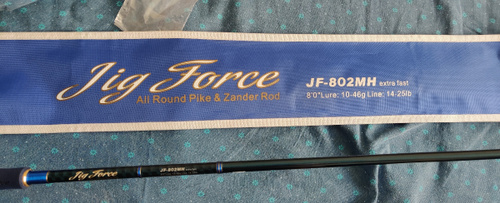 Jig Force
All Round Pike & Zander Rod
JF-802MH extra fast
8'0"Lure: 10-46g Line: 14-25lb
Jig Force
JF-802MH